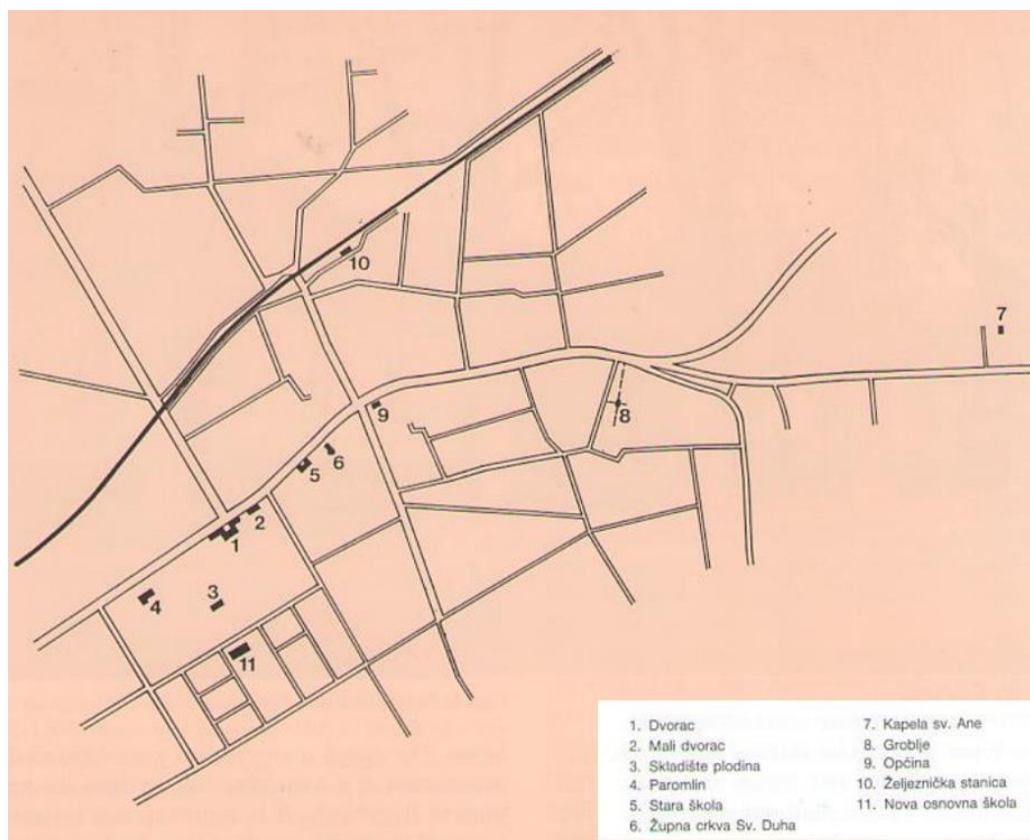 10
7
9
8
6
5
2
1
4
3
11
1. Dvorac
2. Mali dvorac
3. Skladište plodina
4. Paromlin
5. Stara škola
6. Župna crkva Sv. Duha
7. Kapela sv. Ane
8. Groblje
9. Općina
10. Željeznička stanica
11. Nova osnovna škola